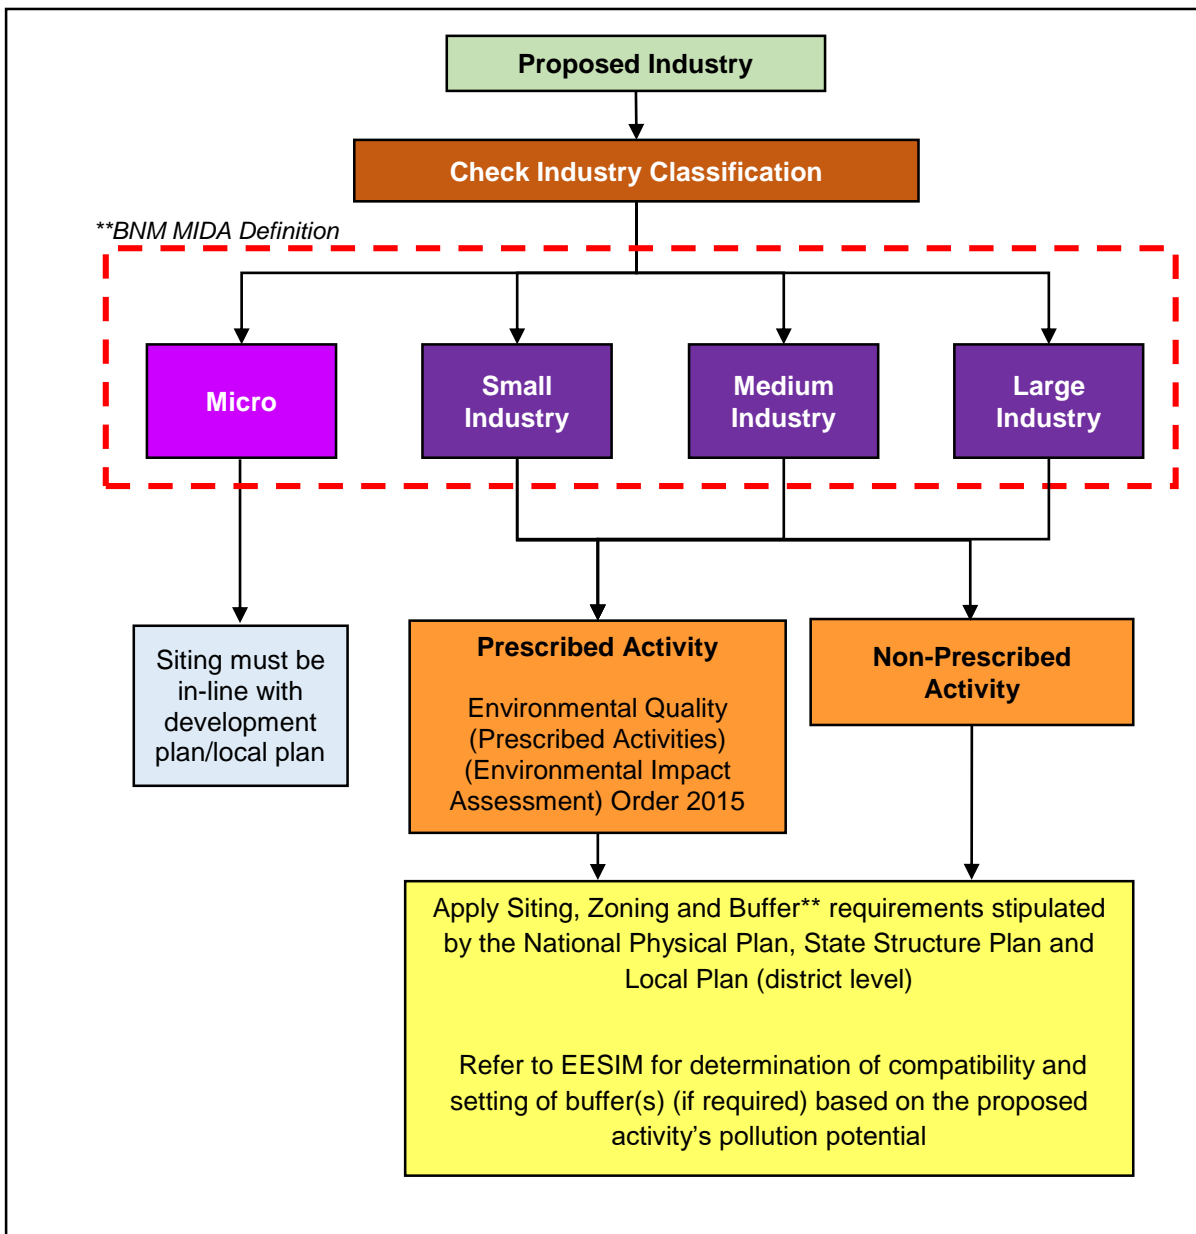 Proposed Industry
Check Industry Classification
**BNM MIDA Definition
Micro
Small
Industry
Medium
Industry
Large
Industry
Siting must be
in-line with
development
plan/local plan
Prescribed Activity
Environmental Quality
(Prescribed Activities)
(Environmental Impact
Assessment) Order 2015
Non-Prescribed
Activity
Apply Siting, Zoning and Buffer** requirements stipulated
by the National Physical Plan, State Structure Plan and
Local Plan (district level)
Refer to EESIM for determination of compatibility and
setting of buffer(s) (if required) based on the proposed
activity’s pollution potential